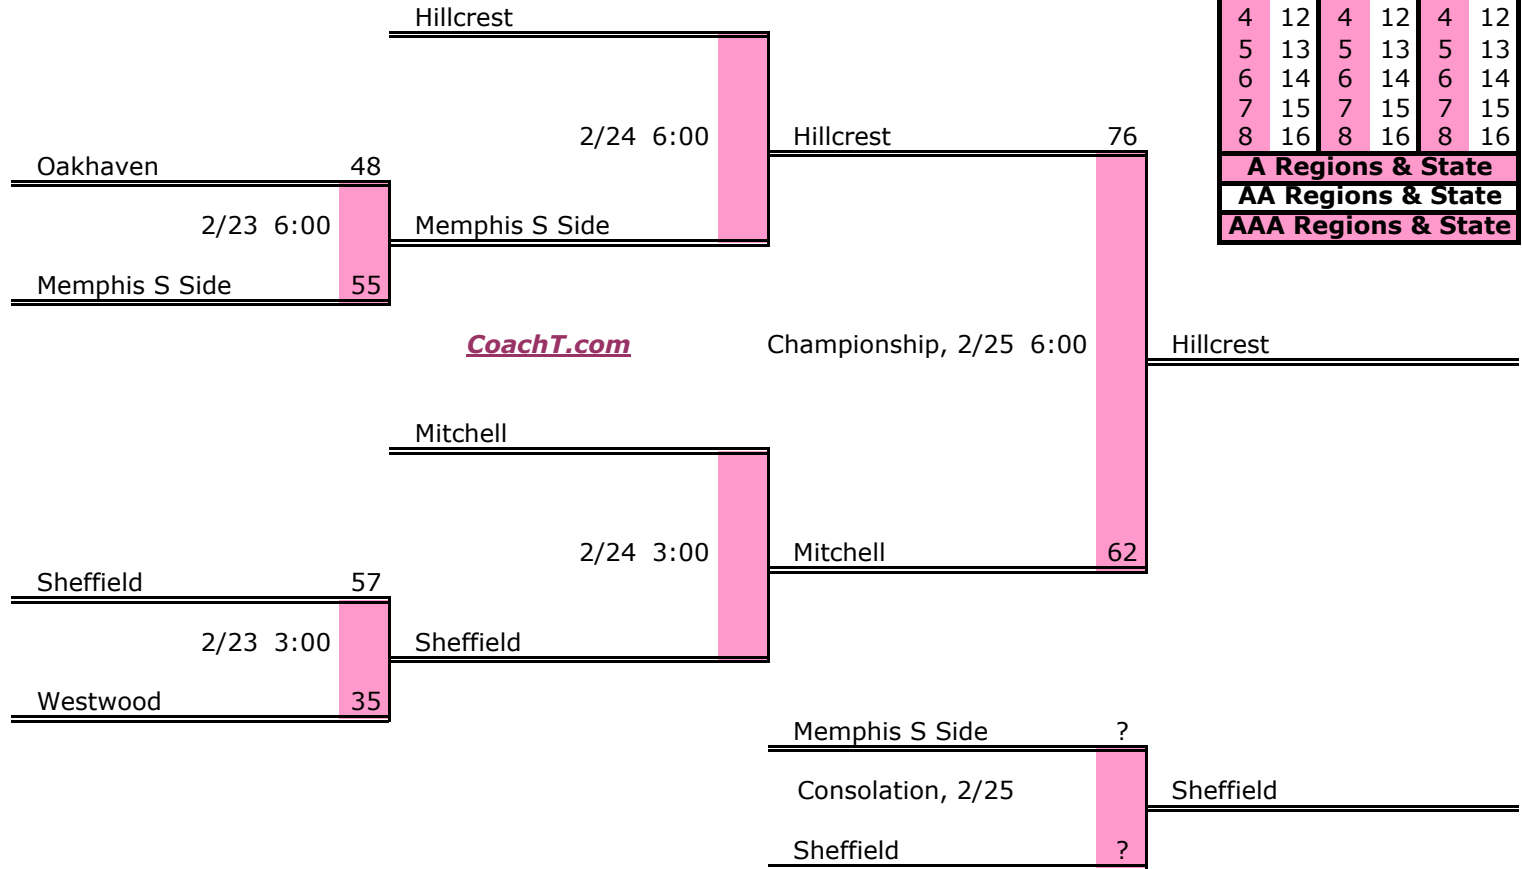 Hillcrest
4 12 4 12 4 12
5 13 5 13 5 13
6 14 6 14 6 14
7 15 7 15 7 15
2/24 6:00 Hillcrest 76
8 16 8 16 8 16
Oakhaven 48
A Regions & State
AA Regions & State
2/23 6:00 Memphis S Side
AAA Regions & State
Memphis S Side 55
CoachT.com Championship, 2/25 6:00 Hillcrest
Mitchell
2/24 3:00 Mitchell 62
Sheffield 57
2/23 3:00 Sheffield
Westwood 35
Memphis S Side ?
Consolation, 2/25 Sheffield
Sheffield ?